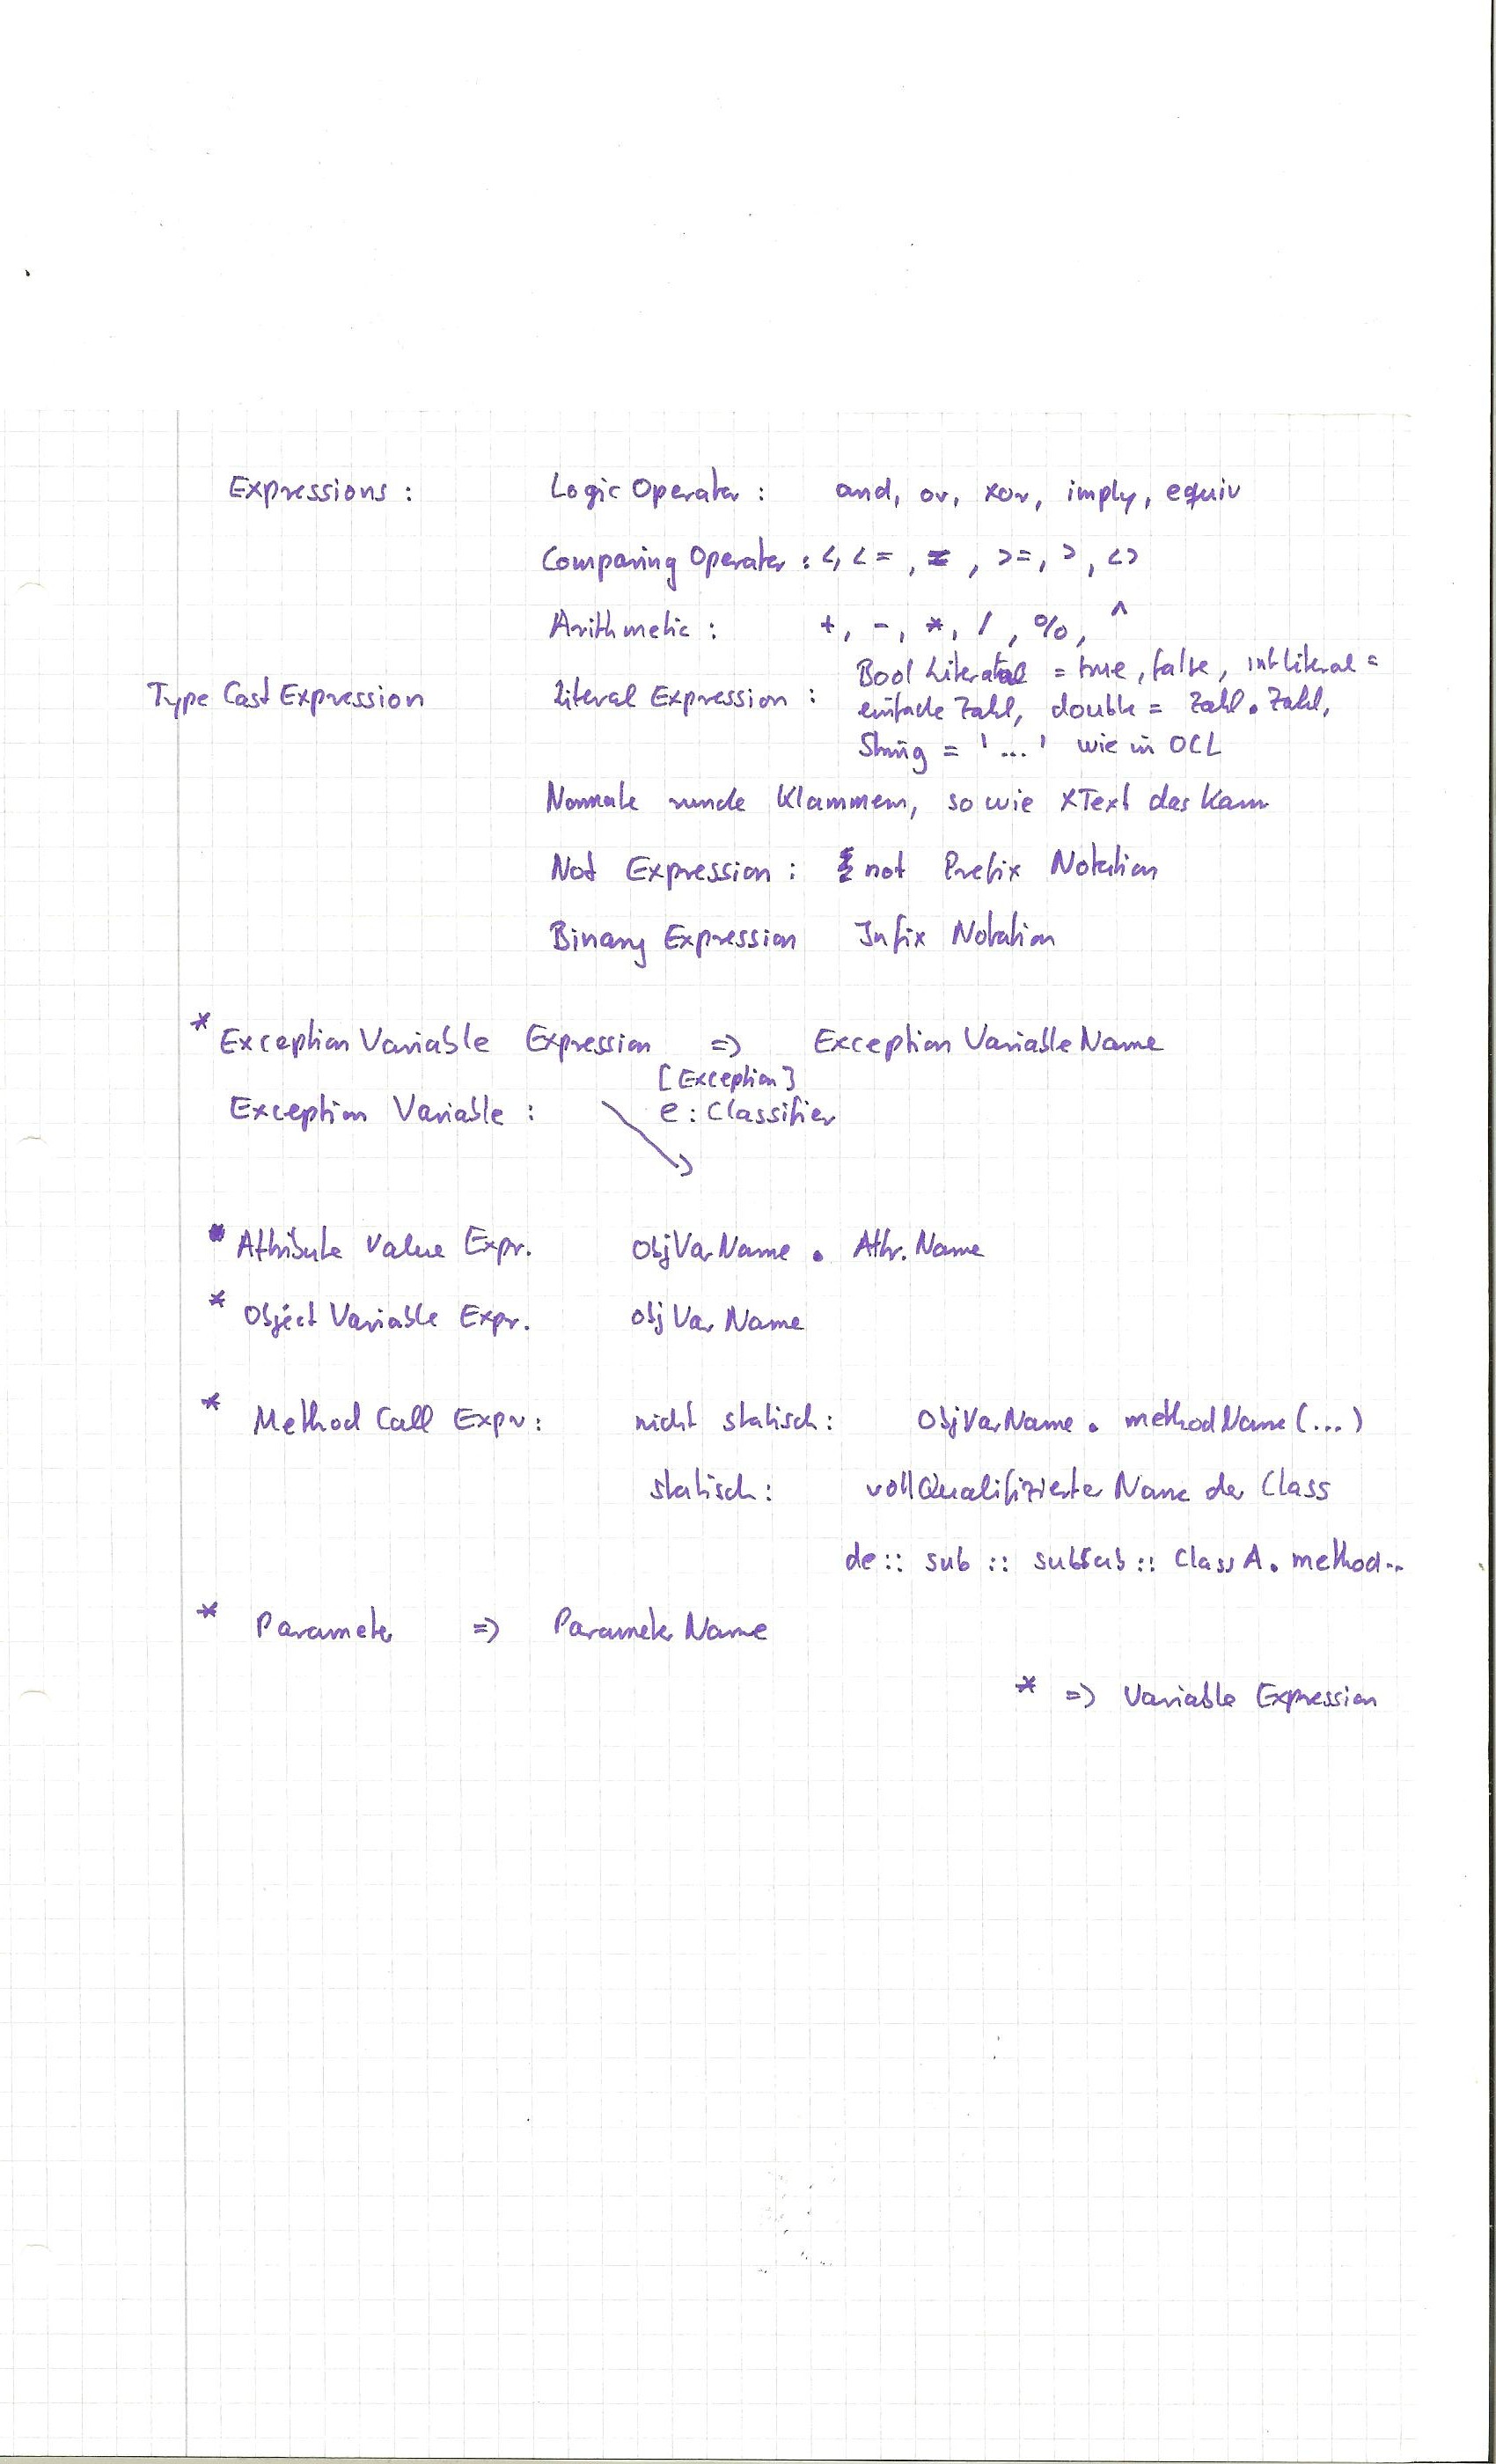 Expressions : Logic Operator : and, or, xor, imply, equiv
Comparing Operator : <, <=, =, >=, >, <>
Arithmetic : +, -, *, /, %, ^
Type Cast Expression Literal Expression : Bool Literal = true, false, intLiteral =
einfache Zahl, double = Zahl . Zahl,
String = '...' wie in OCL
Normale runde Klammern, so wie XText das kann
Not Expression : not Prefix Notation
Binary Expression Infix Notation
* Exception Variable Expression => Exception Variable Name
[Exception]
Exception Variable : e : Classifier
* Attribute Value Expr. ObjVarName . Attr. Name
* Object Variable Expr. objVarName
* Method Call Expr : nicht statisch : ObjVarName . methodName (...)
statisch : vollQualifizierter Name der Class
de :: sub :: subsub :: ClassA . method..
* Parameter => Parameter Name
* => Variable Expression